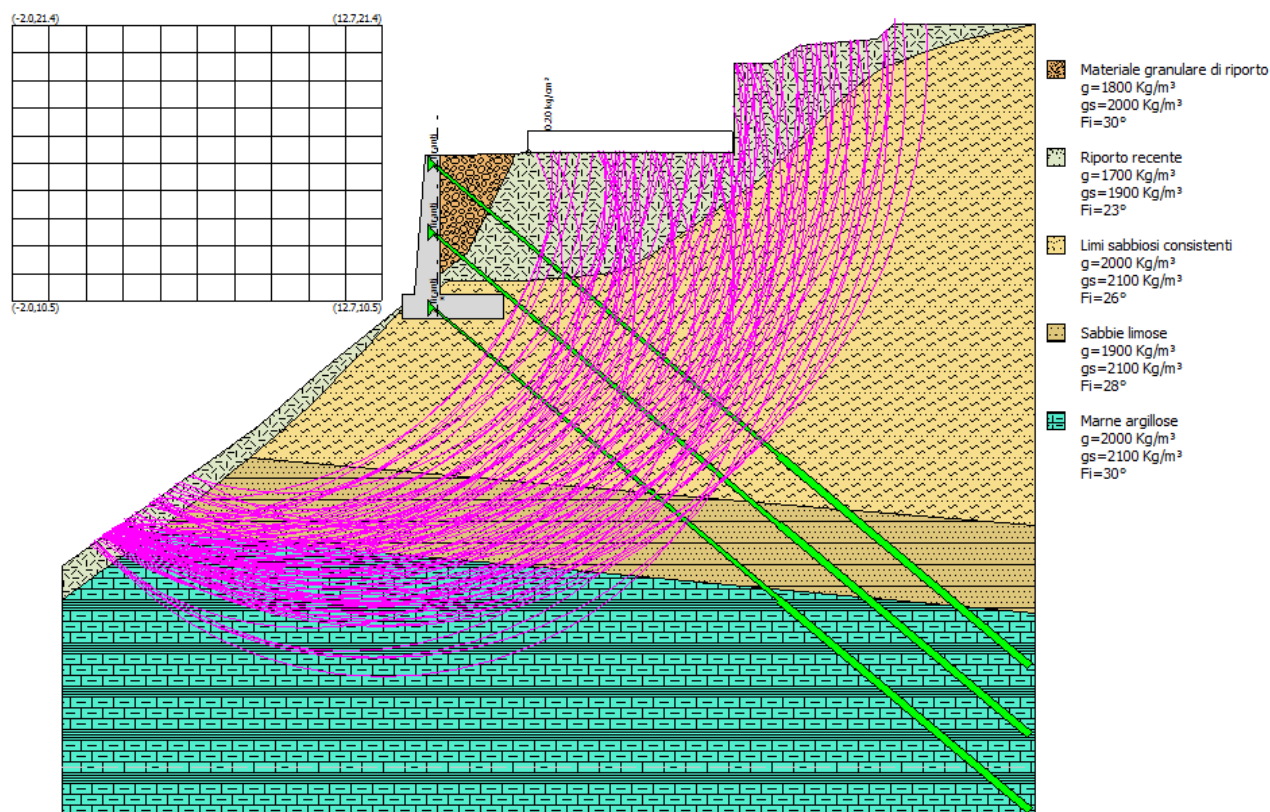 (-2.0,21.4)
(12.7,21.4)
(-2.0,10.5)
(12.7,10.5)
0.20 kg/cm²
Materiale granulare di riporto
g=1800 Kg/m³
gs=2000 Kg/m³
Fi=30°
Riporto recente
g=1700 Kg/m³
gs=1900 Kg/m³
Fi=23°
Limi sabbiosi consistenti
g=2000 Kg/m³
gs=2100 Kg/m³
Fi=26°
Sabbie limose
g=1900 Kg/m³
gs=2100 Kg/m³
Fi=28°
Marne argillose
g=2000 Kg/m³
gs=2100 Kg/m³
Fi=30°